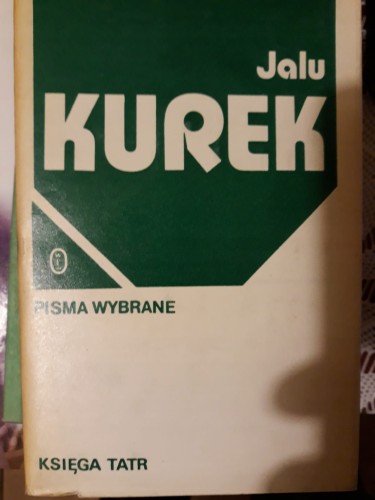 Jalu
KUREK
PISMA WYBRANE
KSIĘGA TATR